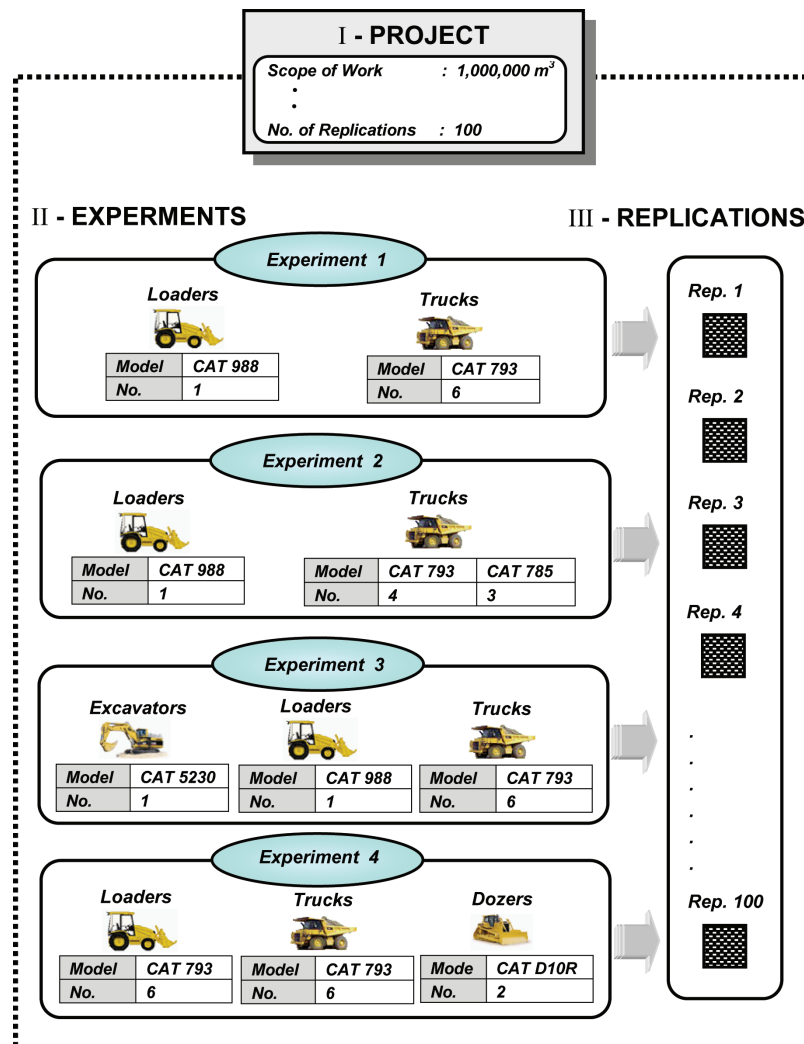 I - PROJECT
Scope of Work : 1,000,000 m³
•
•
No. of Replications : 100
II - EXPERMENTS
III - REPLICATIONS
Experiment 1
Loaders
Trucks
Model CAT 988
No. 1
Model CAT 793
No. 6
Experiment 2
Loaders
Trucks
Model CAT 988
No. 1
Model CAT 793 CAT 785
No. 4 3
Experiment 3
Excavators
Loaders
Trucks
Model CAT 5230
No. 1
Model CAT 988
No. 1
Model CAT 793
No. 6
Experiment 4
Loaders
Trucks
Dozers
Model CAT 793
No. 6
Model CAT 793
No. 6
Mode CAT D10R
No. 2
Rep. 1
Rep. 2
Rep. 3
Rep. 4
.
.
.
.
.
.
Rep. 100